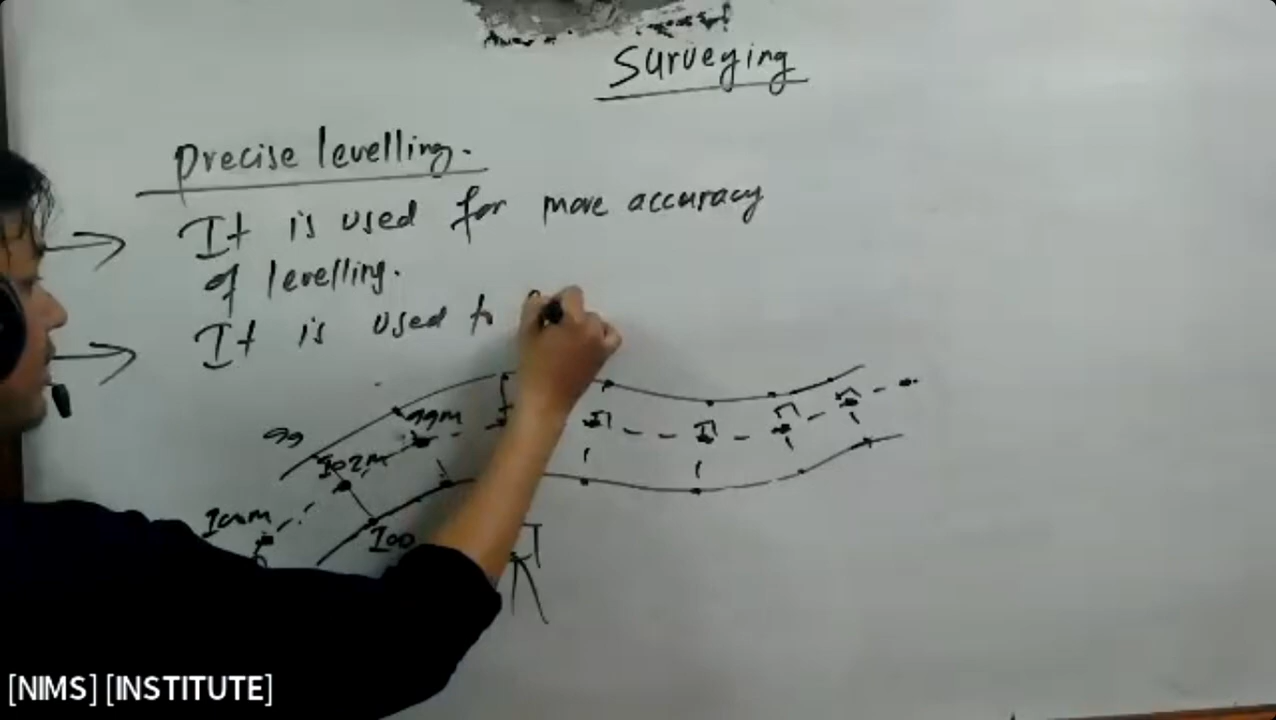 Surveying
Precise levelling.
It is used for more accuracy
of levelling.
It is used to
99m
99
102m
100m
100
[NIMS] [INSTITUTE]